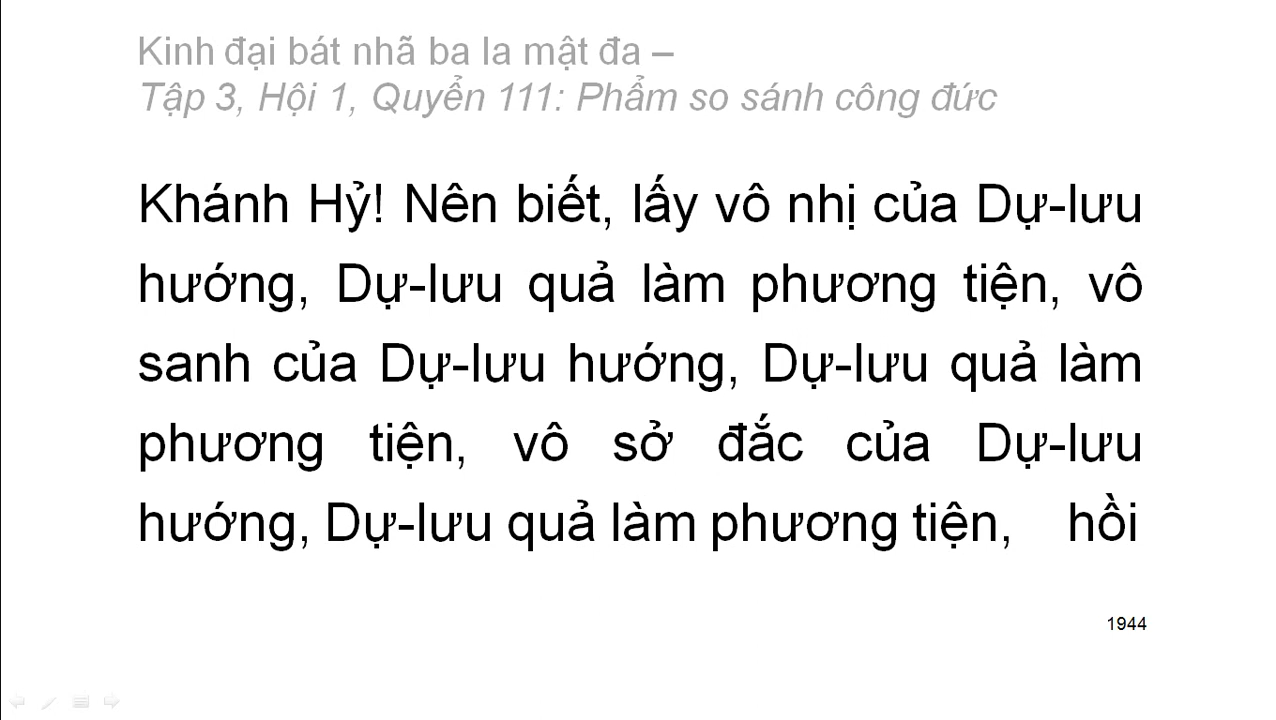 Kinh đại bát nhã ba la mật đa –
Tập 3, Hội 1, Quyển 111: Phẩm so sánh công đức
Khánh Hỷ! Nên biết, lấy vô nhị của Dự-lưu
hướng, Dự-lưu quả làm phương tiện, vô
sanh của Dự-lưu hướng, Dự-lưu quả làm
phương tiện, vô sở đắc của Dự-lưu
hướng, Dự-lưu quả làm phương tiện, hồi
1944